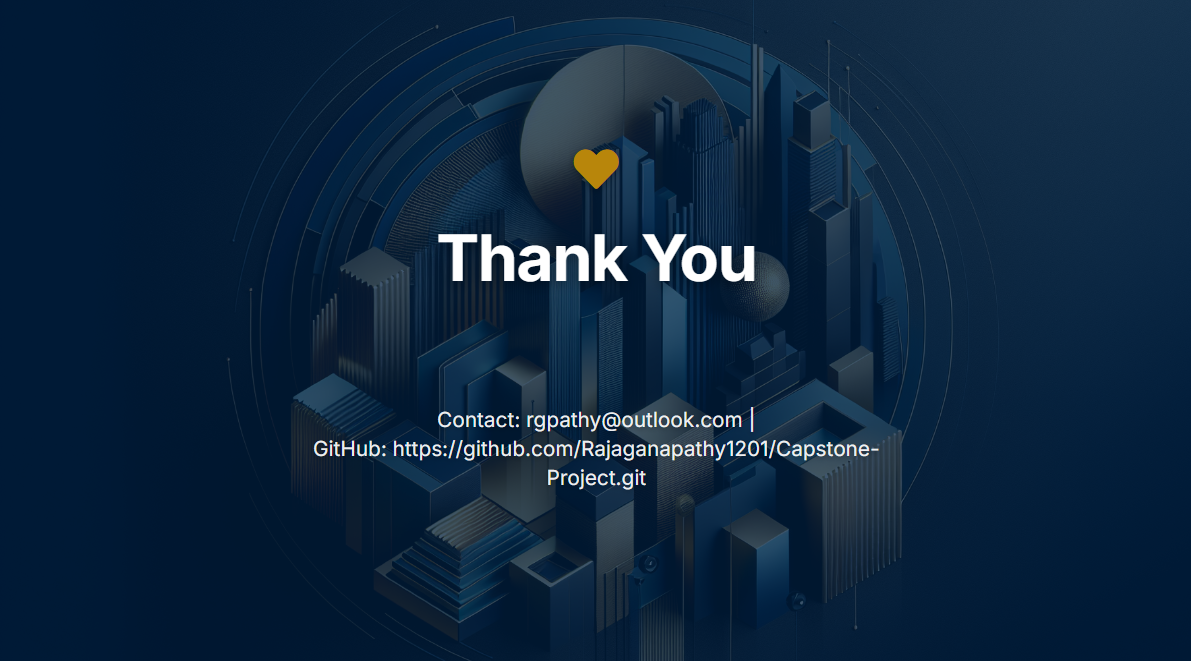 Thank You
Contact: rgpathy@outlook.com |
GitHub: https://github.com/Rajaganapathy1201/Capstone-
Project.git